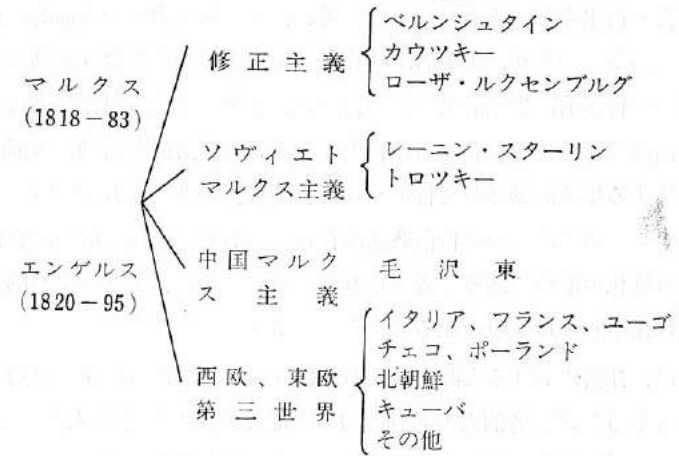 マルクス
(1818－83)
エンゲルス
(1820－95)
修正主義
ベルンシュタイン
カウツキー
ローザ・ルクセンブルグ
ソヴィエト
マルクス主義
レーニン・スターリン
トロツキー
中国マルク
ス主義
毛沢東
西欧、東欧
第三世界
イタリア、フランス、ユーゴ
チェコ、ポーランド
北朝鮮
キューバ
その他